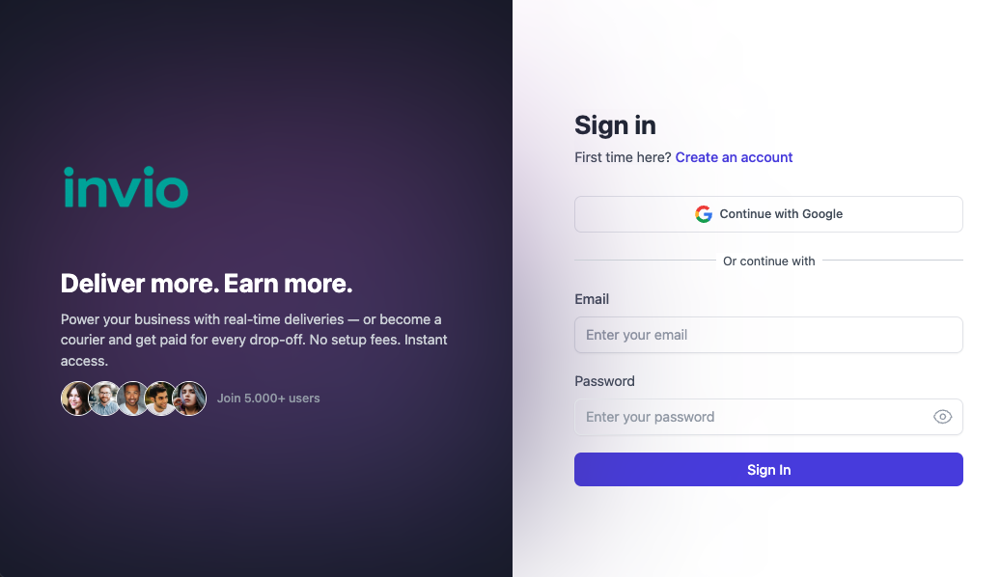 invio
Deliver more. Earn more.
Power your business with real-time deliveries — or become a
courier and get paid for every drop-off. No setup fees. Instant
access.
Join 5.000+ users
Sign in
First time here? Create an account
Continue with Google
Or continue with
Email
Enter your email
Password
Enter your password
Sign In